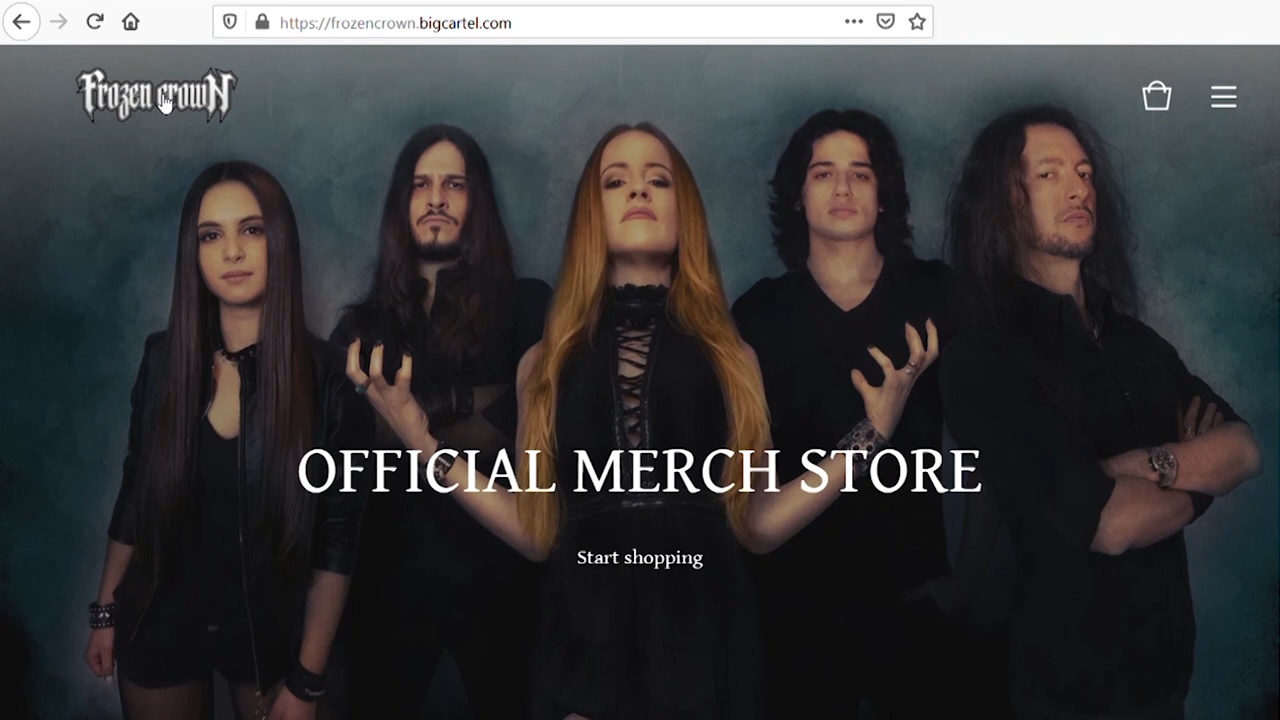 https://frozencrown.bigcartel.com
Frozen crowN
OFFICIAL MERCH STORE
Start shopping